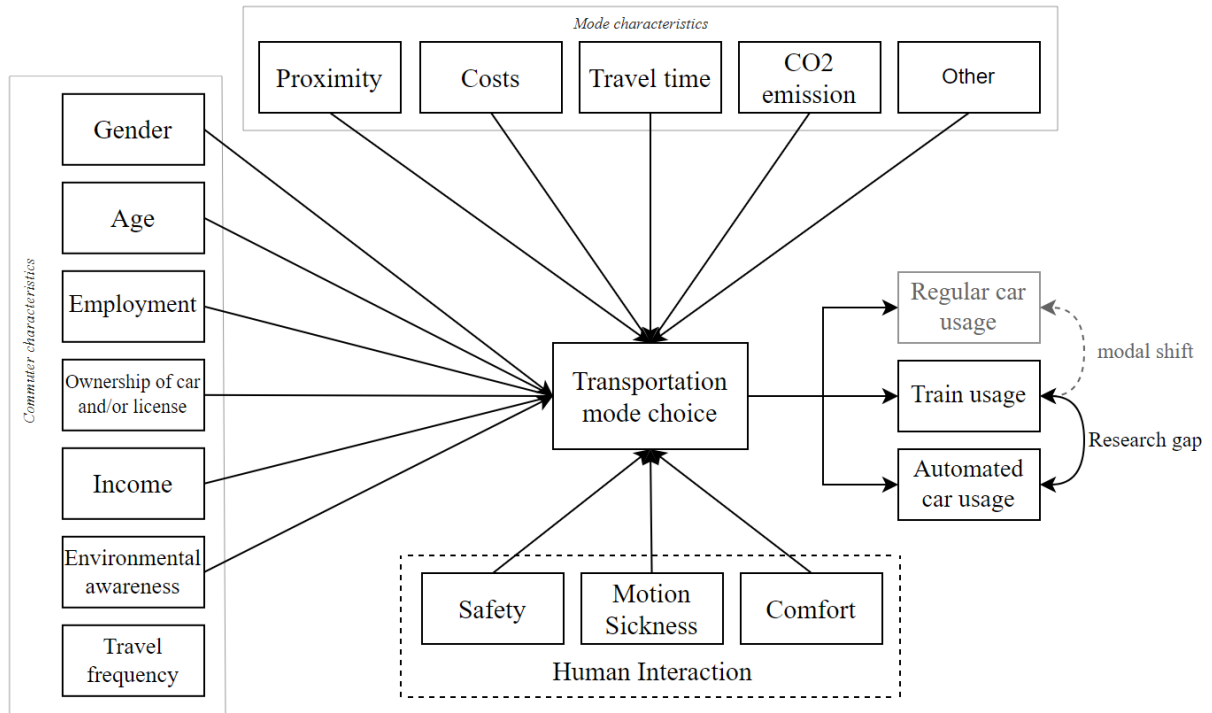 Mode characteristics
Proximity
Costs
Travel time
CO2
emission
Other
Commuter characteristics
Gender
Age
Employment
Ownership of car
and/or license
Income
Environmental
awareness
Travel
frequency
Transportation
mode choice
Regular car
usage
modal shift
Train usage
Research gap
Automated
car usage
Safety
Motion
Sickness
Comfort
Human Interaction